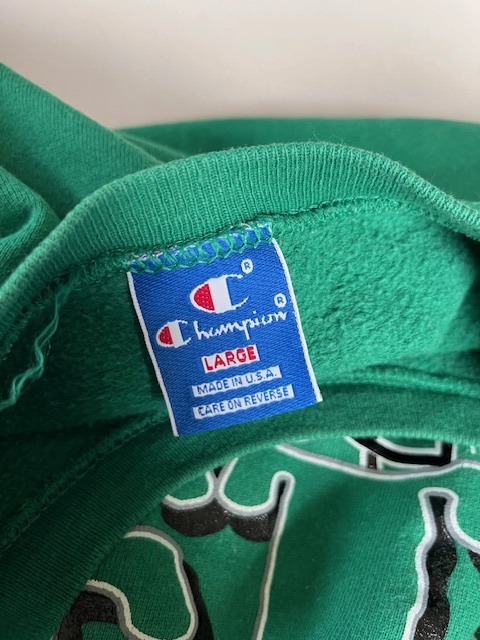 ®
Champion®
LARGE
MADE IN U.S.A.
CARE ON REVERSE